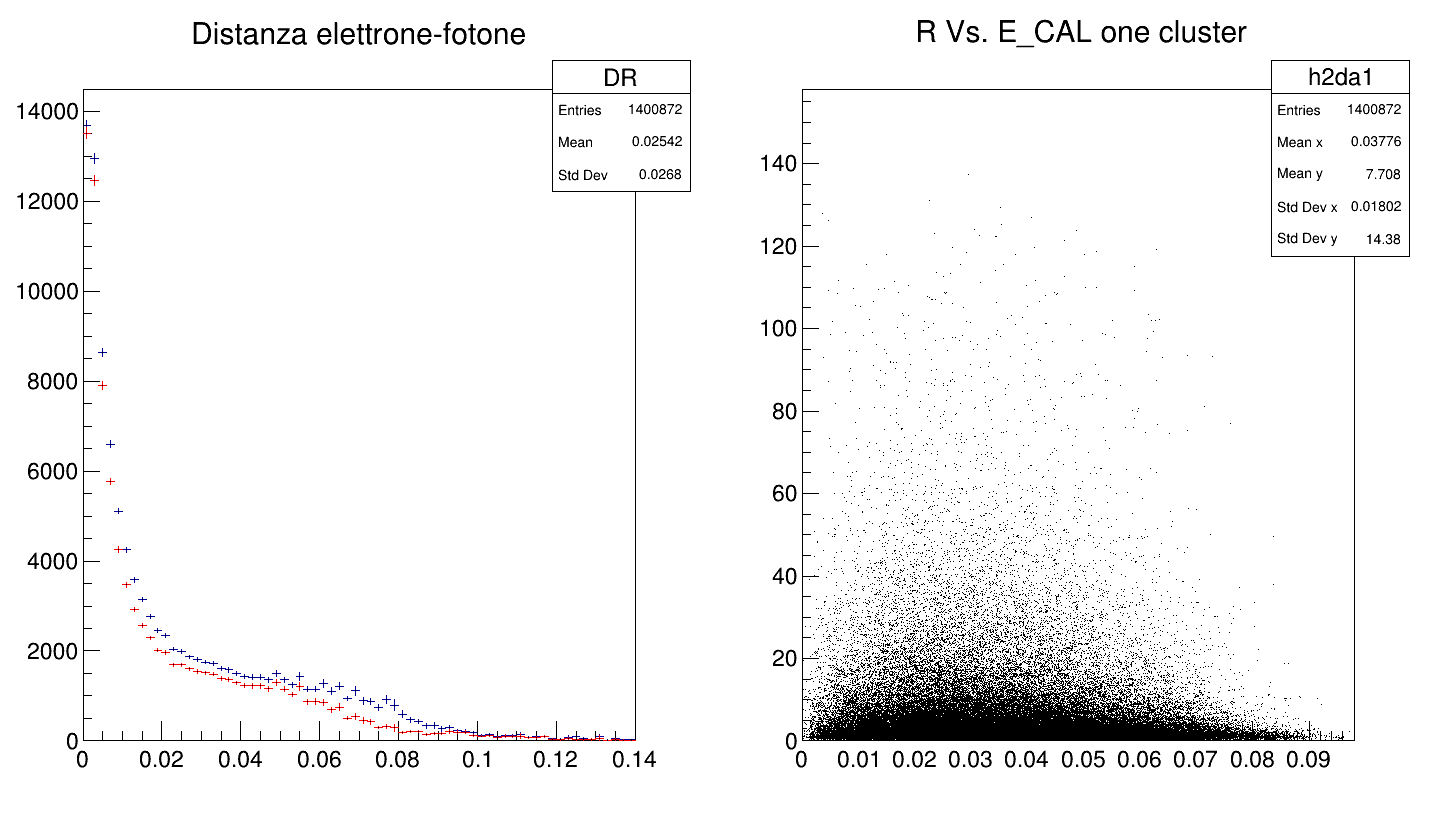 Distanza elettrone-fotone
DR
Entries 1400872
Mean 0.02542
Std Dev 0.0268
14000
12000
10000
8000
6000
4000
2000
0
0 0.02 0.04 0.06 0.08 0.1 0.12 0.14
R Vs. E_CAL one cluster
h2da1
Entries 1400872
Mean x 0.03776
Mean y 7.708
Std Dev x 0.01802
Std Dev y 14.38
140
120
100
80
60
40
20
0
0 0.01 0.02 0.03 0.04 0.05 0.06 0.07 0.08 0.09